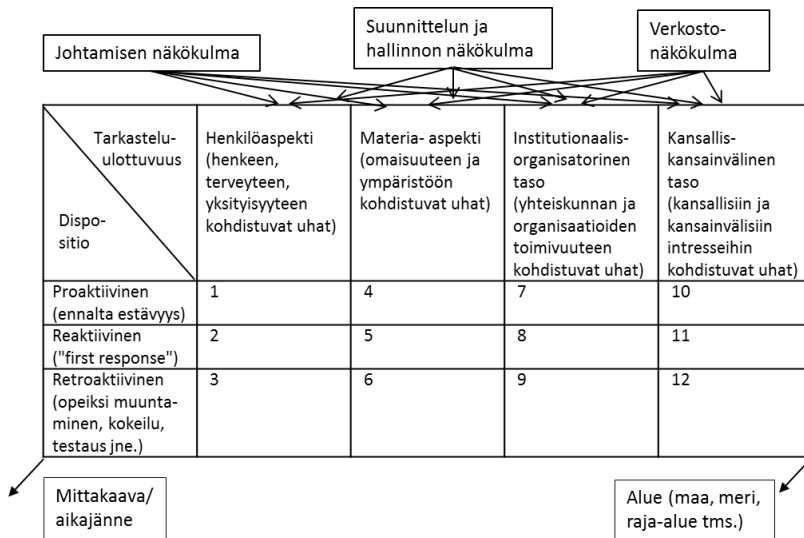 Johtamisen näkökulma
Suunnittelun ja
hallinnon näkökulma
Verkosto-
näkökulma
Tarkastelu-
ulottuvuus
Dispo-
sitio
Henkilöaspekti
(henkeen,
terveyteen,
yksityisyyteen
kohdistuvat uhat)
Materia- aspekti
(omaisuuteen ja
ympäristöön
kohdistuvat uhat)
Institutionaalis-
organisatorinen
taso
(yhteiskunnan ja
organisaatioiden
toimivuuteen
kohdistuvat uhat)
Kansallis-
kansainvälinen
taso
(kansallisiin ja
kansainvälisiin
intresseihin
kohdistuvat uhat)
Proaktiivinen
(ennalta estävyys)
1
4
7
10
Reaktiivinen
("first response")
2
5
8
11
Retroaktiivinen
(opeiksi muunta-
minen, kokeilu,
testaus jne.)
3
6
9
12
Mittakaava/
aikajänne
Alue (maa, meri,
raja-alue tms.)